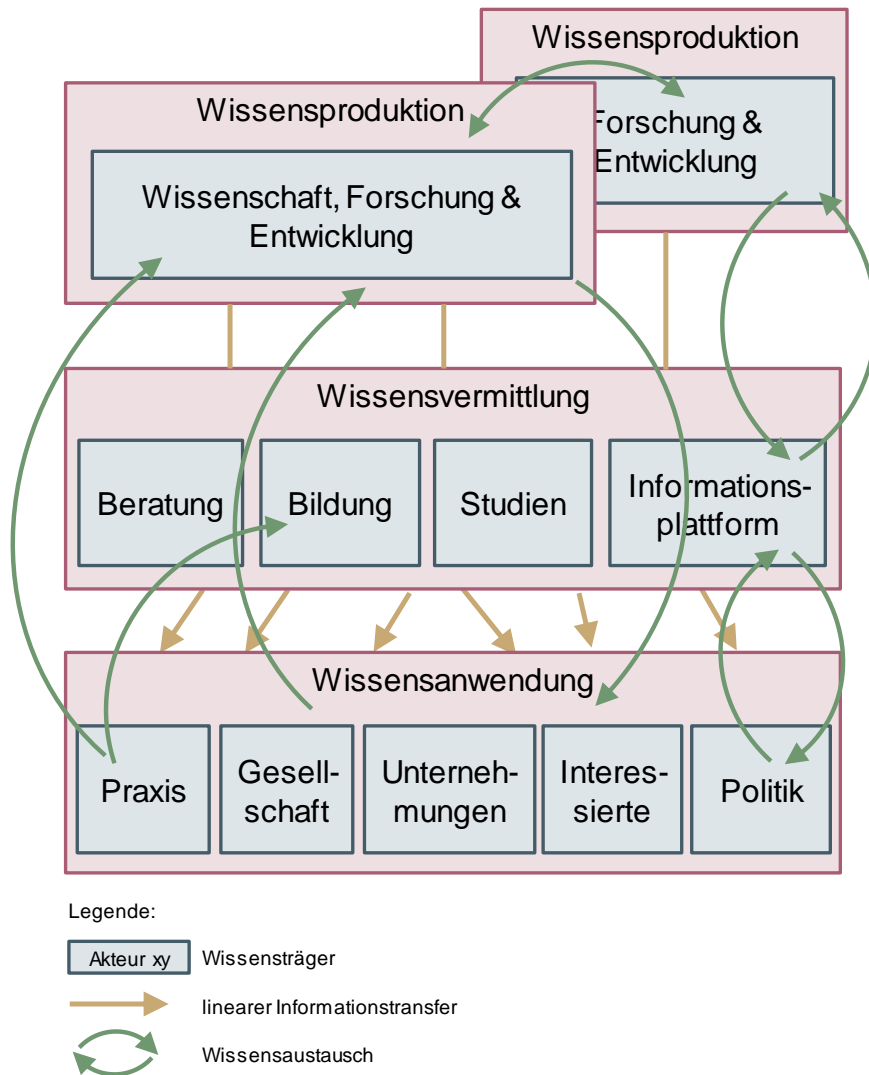 Wissensproduktion
Forschung &
Entwicklung
Wissensproduktion
Wissenschaft, Forschung &
Entwicklung
Wissensvermittlung
Beratung
Bildung
Studien
Informations-
plattform
Wissensanwendung
Praxis
Gesell-
schaft
Unterneh-
mungen
Interes-
sierte
Politik
Legende:
Akteur xy
Wissensträger
linearer Informationstransfer
Wissensaustausch